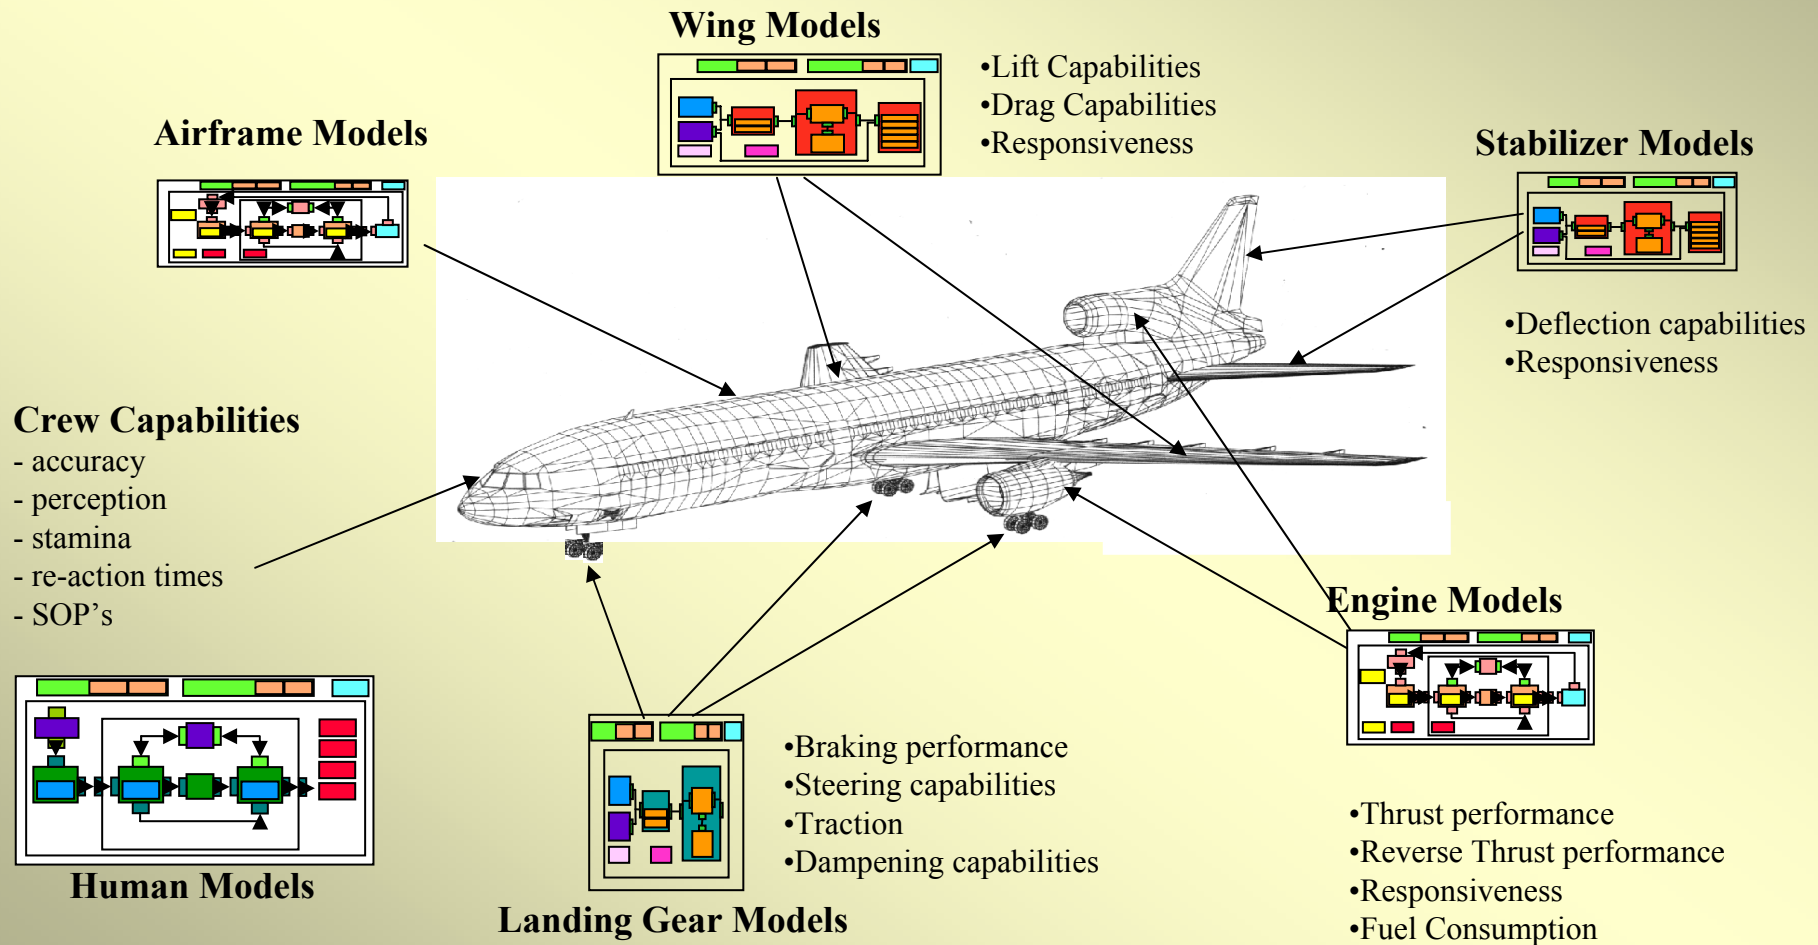 Wing Models
•Lift Capabilities
•Drag Capabilities
•Responsiveness
Airframe Models
Stabilizer Models
•Deflection capabilities
•Responsiveness
Crew Capabilities
- accuracy
- perception
- stamina
- re-action times
- SOP's
Human Models
Landing Gear Models
•Braking performance
•Steering capabilities
•Traction
•Dampening capabilities
Engine Models
•Thrust performance
•Reverse Thrust performance
•Responsiveness
•Fuel Consumption